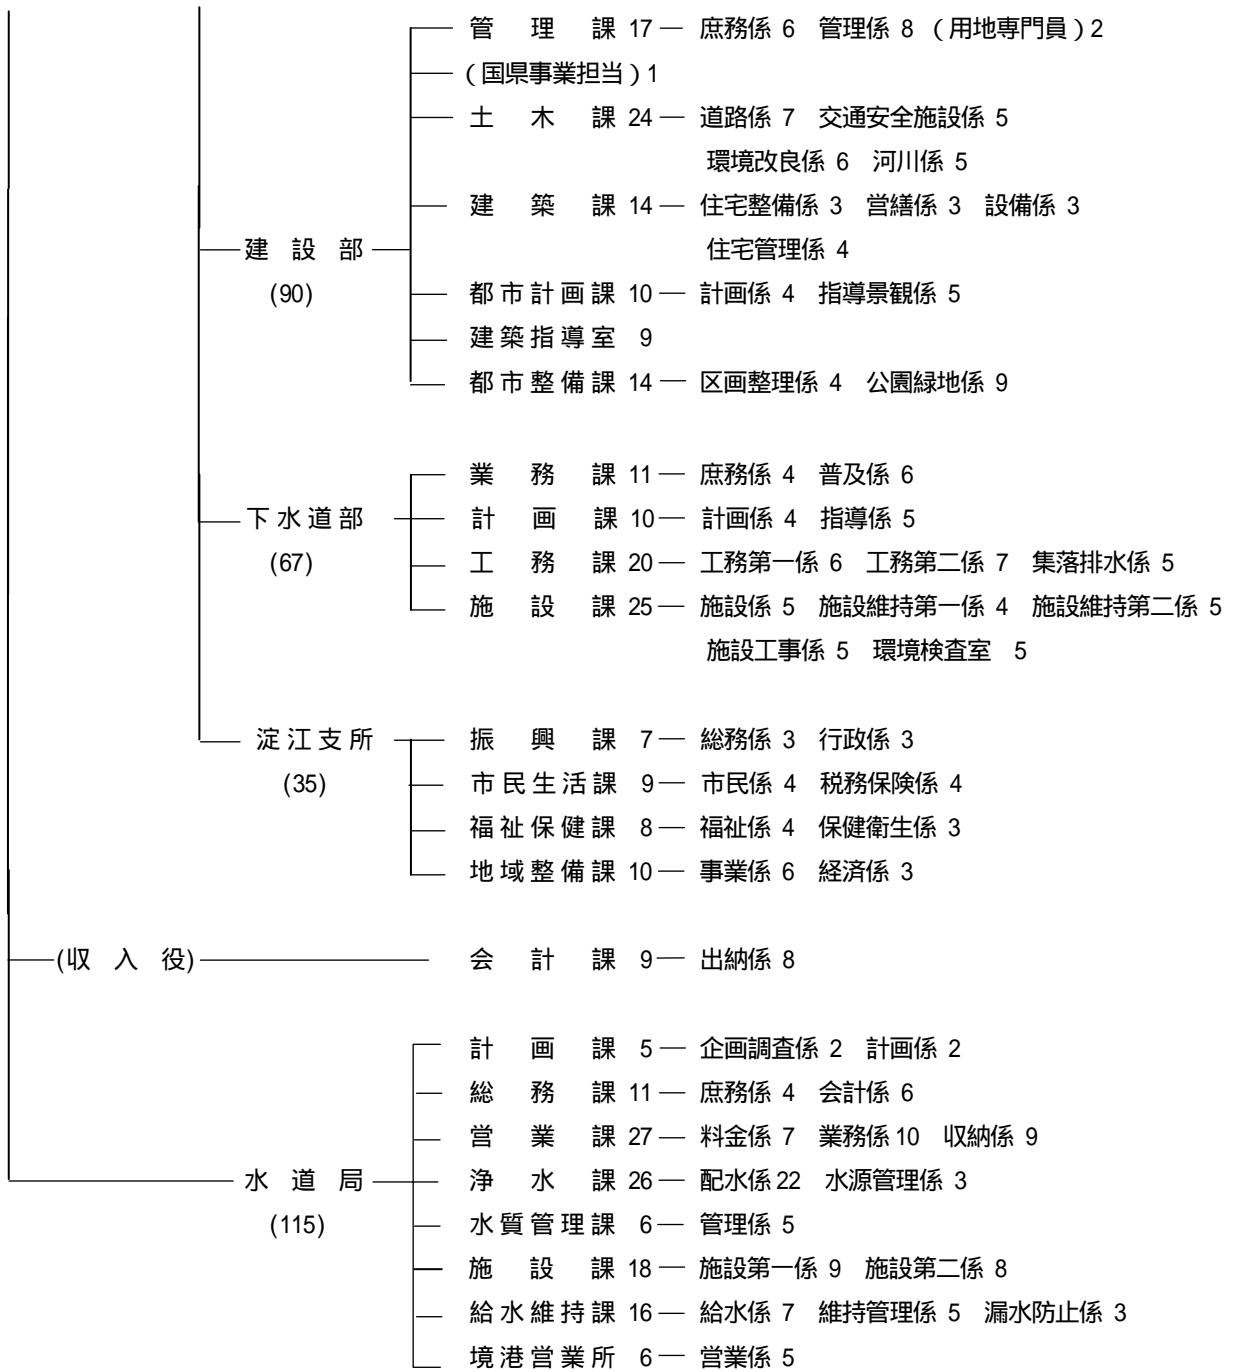 管理課 17 ― 庶務係 6 管理係 8 (用地専門員) 2
(国県事業担当) 1
土木課 24 ― 道路係 7 交通安全施設係 5
環境改良係 6 河川係 5
建築課 14 ― 住宅整備係 3 営繕係 3 設備係 3
建設部
住宅管理係 4
(90)
都市計画課 10 ― 計画係 4 指導景観係 5
建築指導室 9
都市整備課 14 ― 区画整理係 4 公園緑地係 9
業務課 11 ― 庶務係 4 普及係 6
下水道部
計画課 10 ― 計画係 4 指導係 5
(67)
工務課 20 ― 工務第一係 6 工務第二係 7 集落排水係 5
施設課 25 ― 施設係 5 施設維持第一係 4 施設維持第二係 5
施設工事係 5 環境検査室 5
淀江支所
振興課 7 ― 総務係 3 行政係 3
(35)
市民生活課 9 ― 市民係 4 税務保険係 4
福祉保健課 8 ― 福祉係 4 保健衛生係 3
地域整備課 10 ― 事業係 6 経済係 3
(収入役)
会計課 9 ― 出納係 8
計画課 5 ― 企画調査係 2 計画係 2
総務課 11 ― 庶務係 4 会計係 6
営業課 27 ― 料金係 7 業務係 10 収納係 9
水道局
浄水課 26 ― 配水係 22 水源管理係 3
(115)
水質管理課 6 ― 管理係 5
施設課 18 ― 施設第一係 9 施設第二係 8
給水維持課 16 ― 給水係 7 維持管理係 5 漏水防止係 3
境港営業所 6 ― 営業係 5